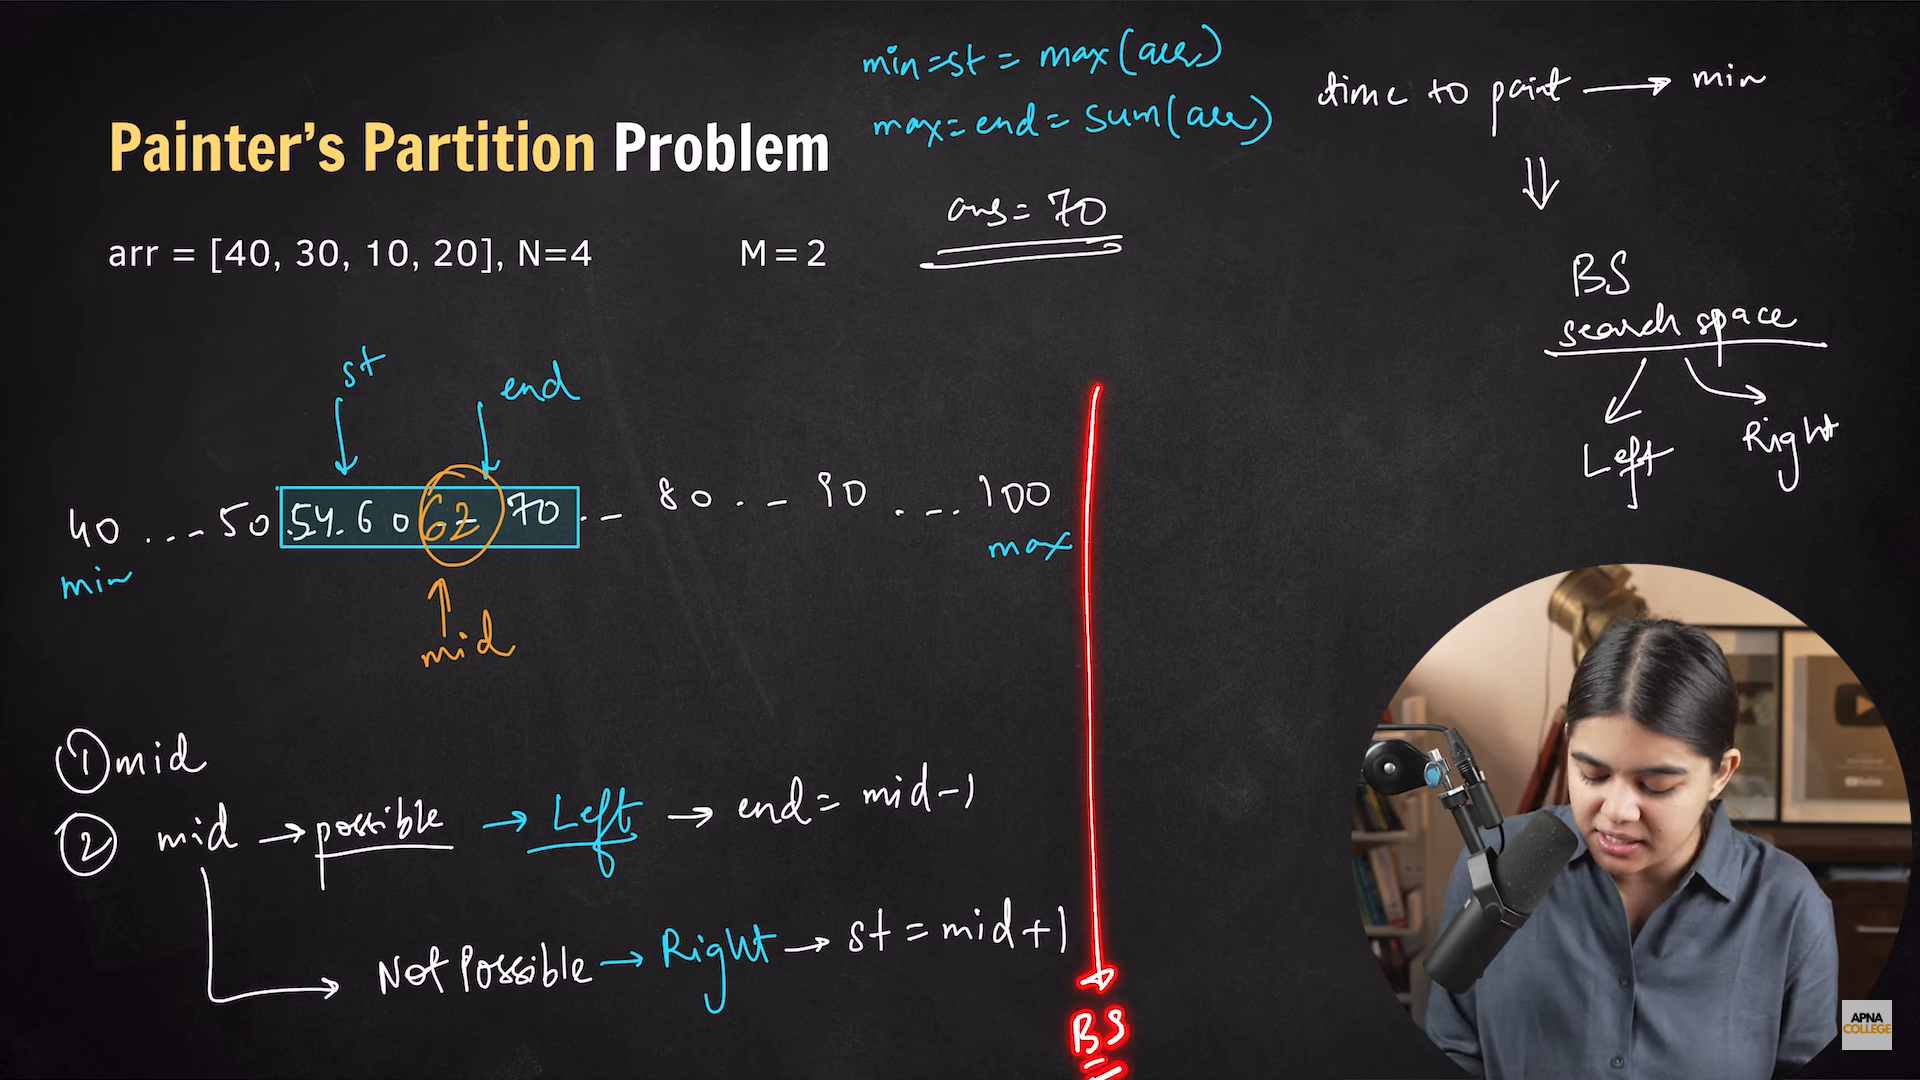 min=st = max(arr)
max=end= sum(arr)
time to paint → min
Painter's Partition Problem
ans = 70
arr = [40, 30, 10, 20], N=4
M = 2
BS
search space
Left
Right
st
end
40 ... -50 .54. 60 62 - 70 . - - 80 . . - 90 . . . - . 100
min
max
mid
① mid
② mid → possible → Left → end = mid-1
Not Possible → Right → st = mid+1
BS
APNA
COLLEGE